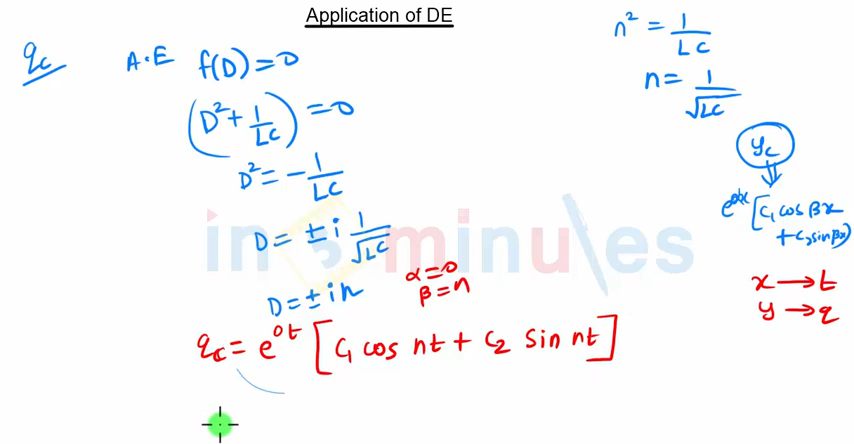 Application of DE
q_c
A.E f(D)=0
(D² + 1/LC) = 0
D² = -1/LC
D = ± i 1/√LC
D = ± in
α=0
β=n
q_c = e^{0t} [c₁ cos nt + c₂ sin nt]
n² = 1/LC
n = 1/√LC
y_c
⇓
e^{αx} [c₁ cos βx
+ c₂ sin βx)
x → t
y → q
in 5 minutes